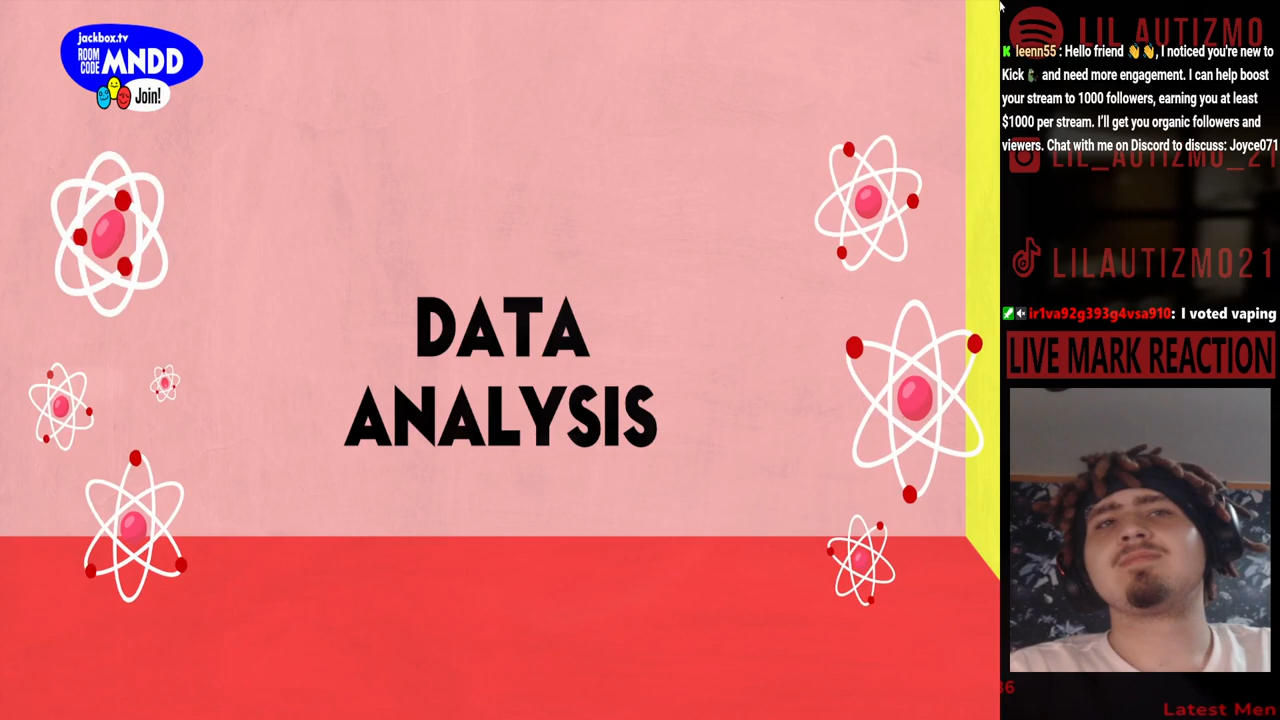 jackbox.tv
ROOM CODE MNDD
Join!
DATA
ANALYSIS
LIL AUTIZMO
leenn55 : Hello friend 👋👋, I noticed you're new to
Kick and need more engagement. I can help boost
your stream to 1000 followers, earning you at least
$1000 per stream. I'll get you organic followers and
viewers. Chat with me on Discord to discuss: Joyce071
LIL_AUTIZMO_21
LILAUTIZMO21
ir1va92g393g4vsa910: I voted vaping
LIVE MARK REACTION
36
Latest Mem